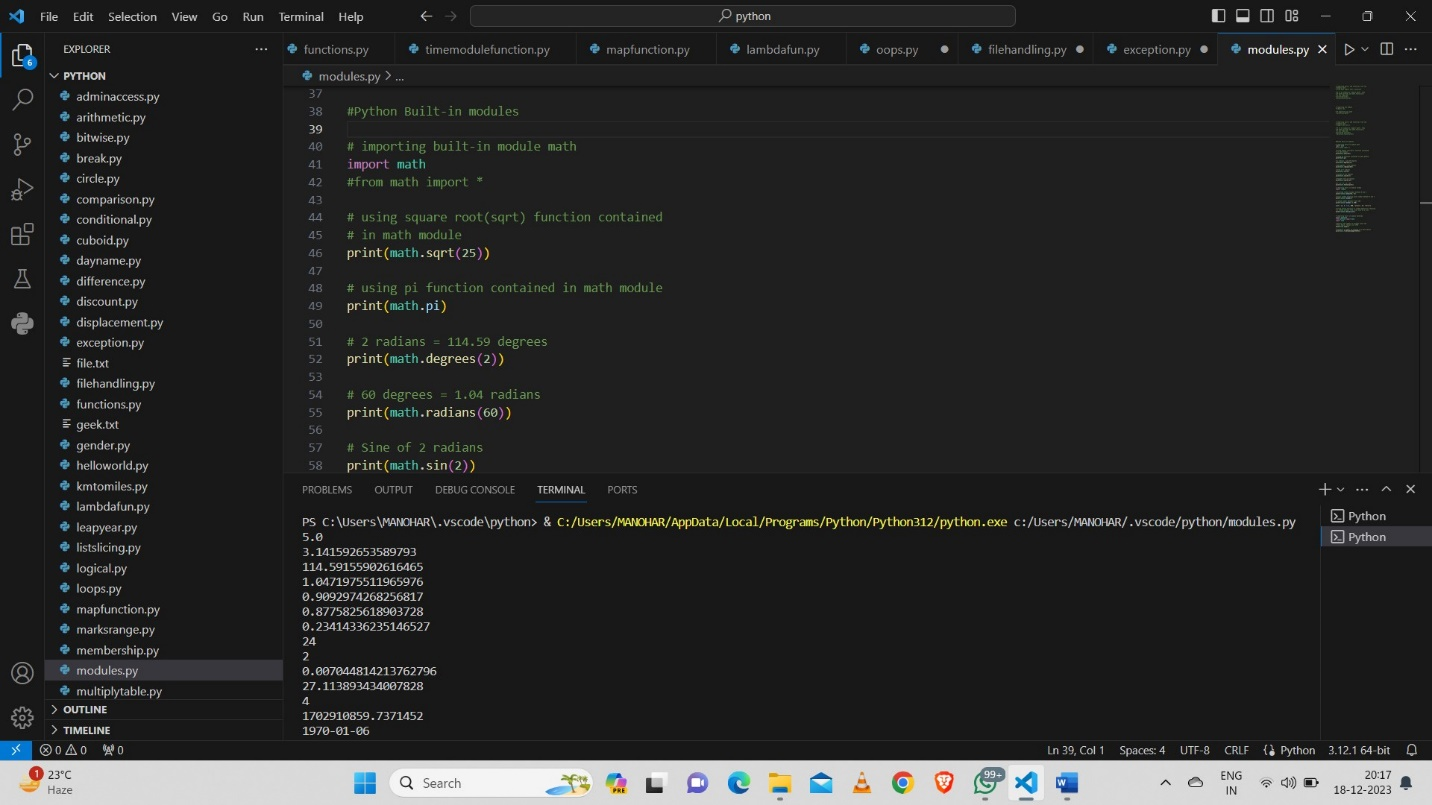 File Edit Selection View Go Run Terminal Help
python
EXPLORER
functions.py timemodulefunction.py mapfunction.py lambdafun.py oops.py filehandling.py exception.py modules.py
6
PYTHON
modules.py > ...
adminaccess.py
arithmetic.py
bitwise.py
break.py
circle.py
comparison.py
conditional.py
cuboid.py
dayname.py
difference.py
discount.py
displacement.py
exception.py
file.txt
filehandling.py
functions.py
geek.txt
gender.py
helloworld.py
kmtomiles.py
lambdafun.py
leapyear.py
listslicing.py
logical.py
loops.py
mapfunction.py
marksrange.py
membership.py
modules.py
multiplytable.py
OUTLINE
TIMELINE
37
38 #Python Built-in modules
39
40 # importing built-in module math
41 import math
42 #from math import *
43
44 # using square root(sqrt) function contained
45 # in math module
46 print(math.sqrt(25))
47
48 # using pi function contained in math module
49 print(math.pi)
50
51 # 2 radians = 114.59 degrees
52 print(math.degrees(2))
53
54 # 60 degrees = 1.04 radians
55 print(math.radians(60))
56
57 # Sine of 2 radians
58 print(math.sin(2))
PROBLEMS OUTPUT DEBUG CONSOLE TERMINAL PORTS
PS C:\Users\MANOHAR\.vscode\python> & C:/Users/MANOHAR/AppData/Local/Programs/Python/Python312/python.exe c:/Users/MANOHAR/.vscode/python/modules.py
5.0
3.141592653589793
114.59155902616465
1.0471975511965976
0.9092974268256817
0.8775825618903728
0.23414336235146527
24
2
0.007044814213762796
27.113893434007828
4
1702910859.7371452
1970-01-06
Python
Python
0 0 0
Ln 39, Col 1 Spaces: 4 UTF-8 CRLF Python 3.12.1 64-bit
1
23°C
Haze
Search
PRE
99+
ENG
IN
20:17
18-12-2023